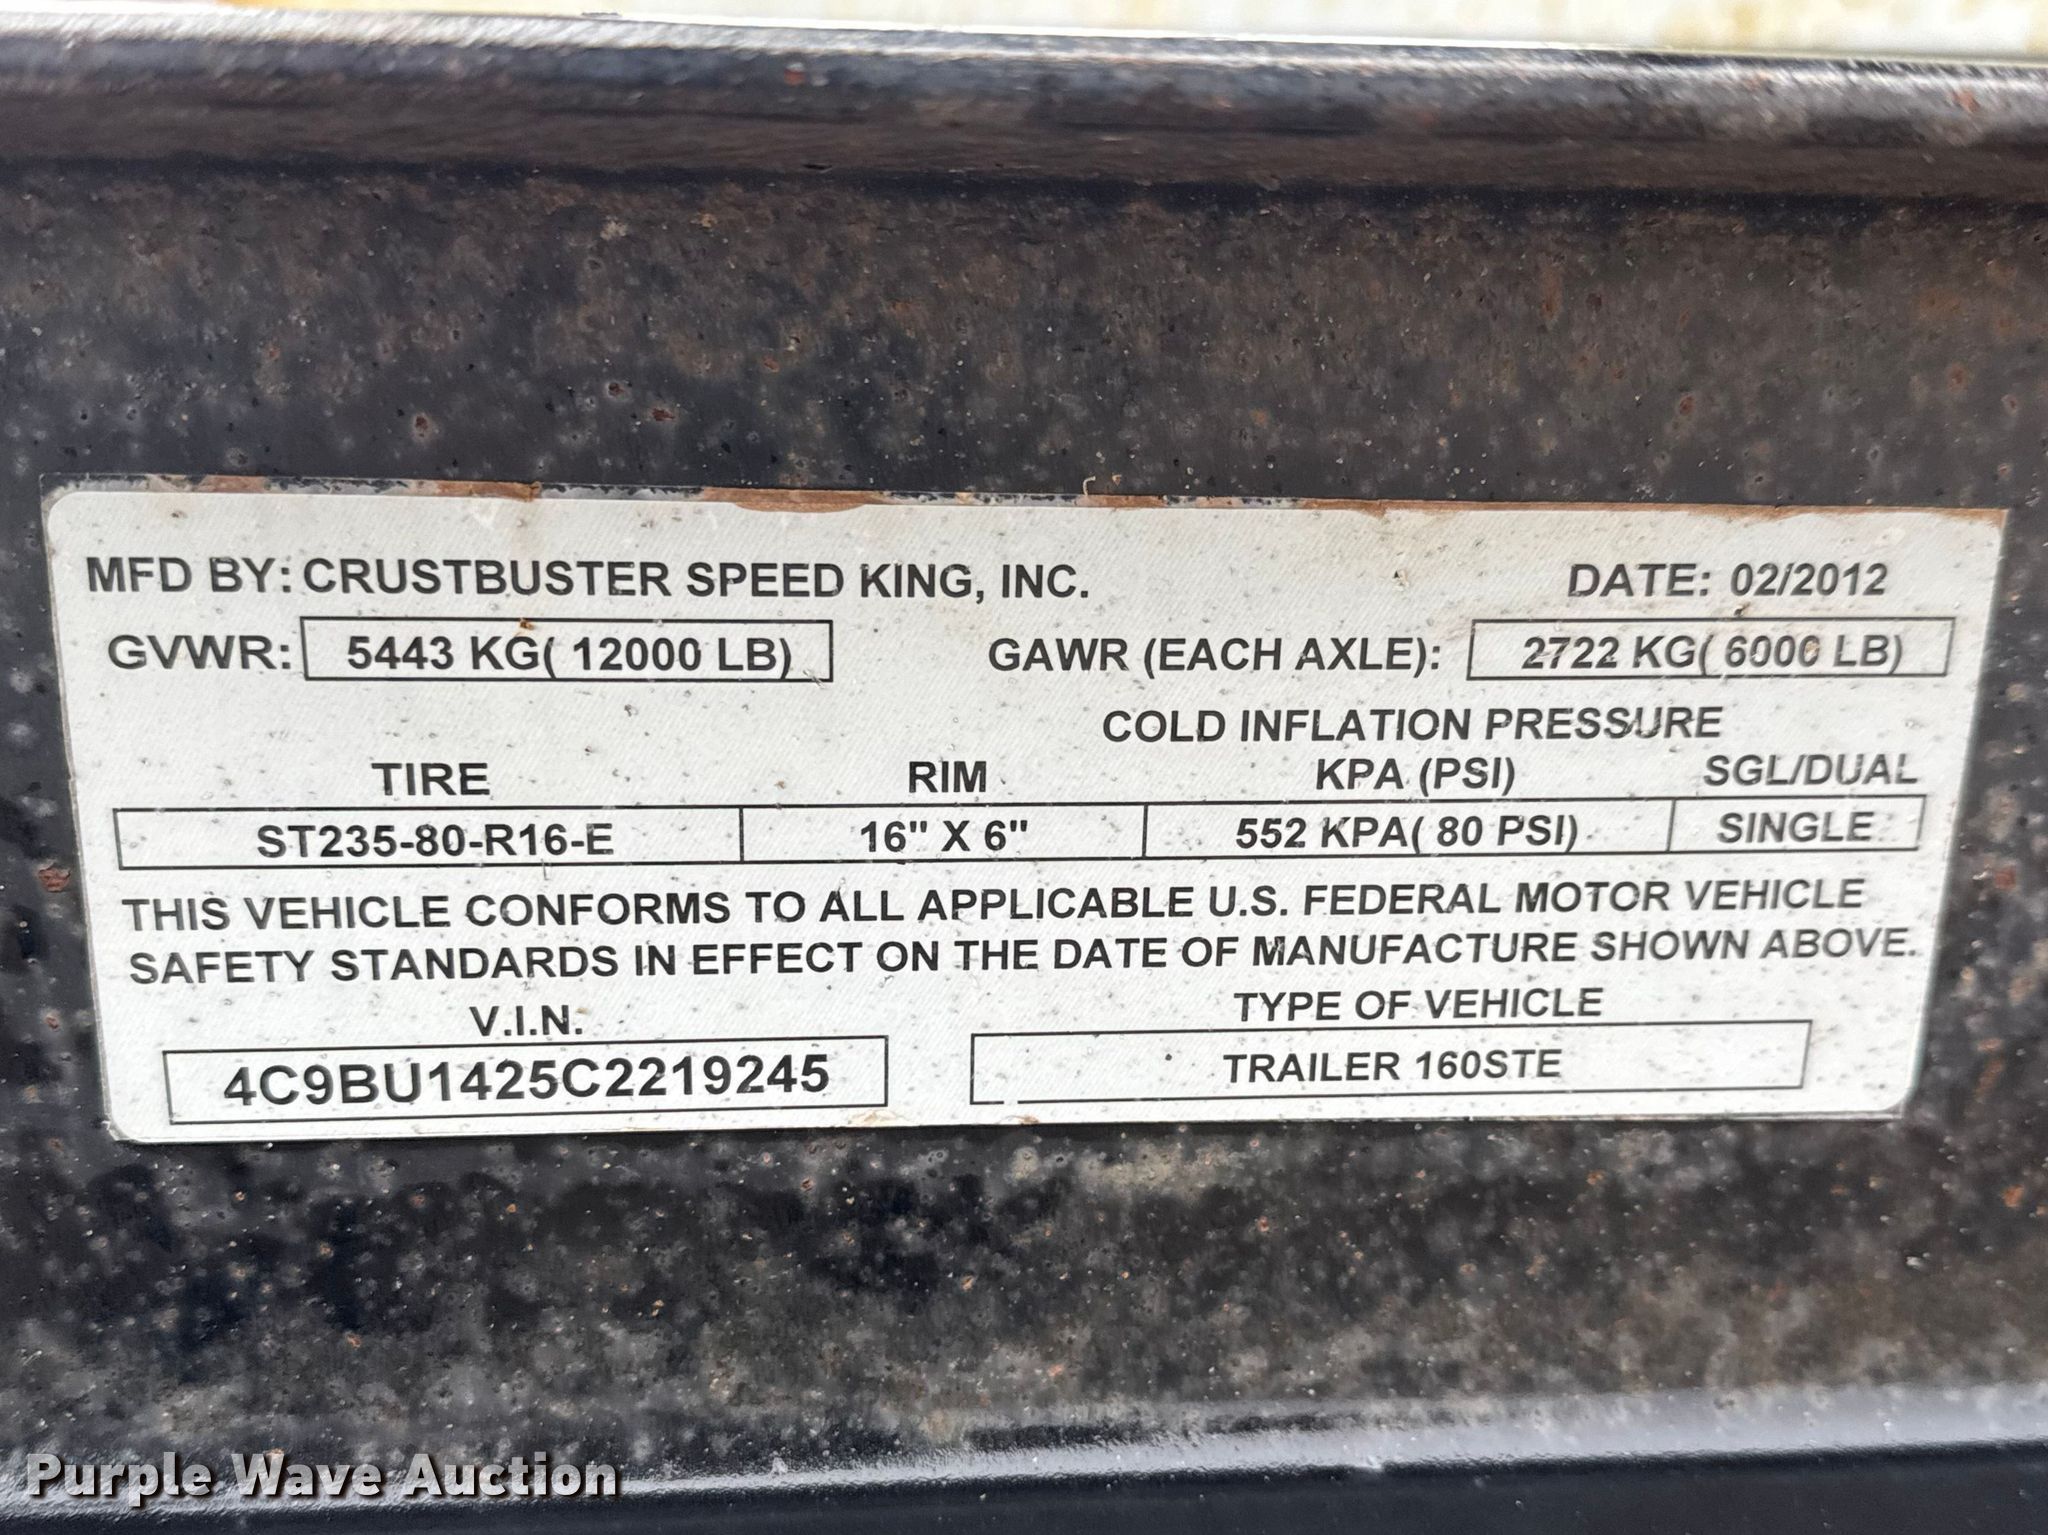 MFD BY: CRUSTBUSTER SPEED KING, INC. DATE: 02/2012
GVWR: 5443 KG( 12000 LB) GAWR (EACH AXLE): 2722 KG( 6000 LB)
COLD INFLATION PRESSURE
TIRE RIM KPA (PSI) SGL/DUAL
ST235-80-R16-E 16" X 6" 552 KPA( 80 PSI) SINGLE
THIS VEHICLE CONFORMS TO ALL APPLICABLE U.S. FEDERAL MOTOR VEHICLE
SAFETY STANDARDS IN EFFECT ON THE DATE OF MANUFACTURE SHOWN ABOVE.
V.I.N. TYPE OF VEHICLE
4C9BU1425C2219245 TRAILER 160STE
Purple Wave Auction